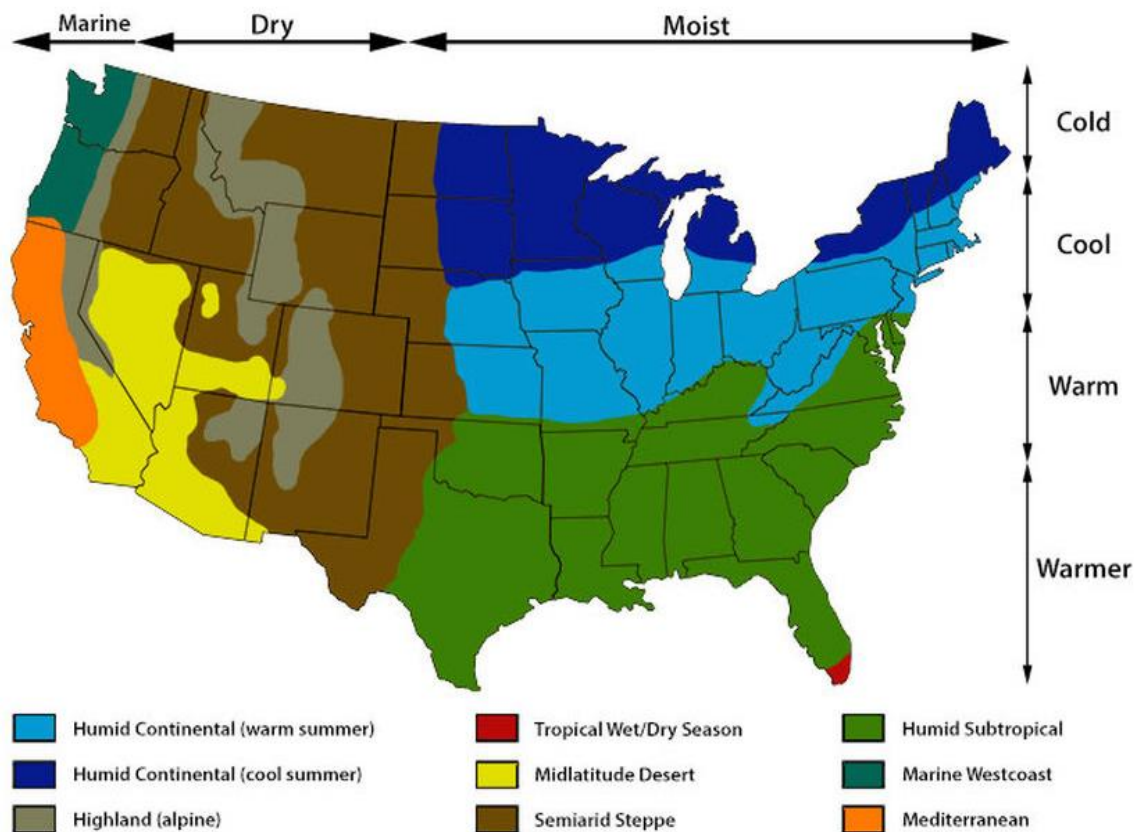 Marine
Dry
Moist
Cold
Cool
Warm
Warmer
Humid Continental (warm summer)
Tropical Wet/Dry Season
Humid Subtropical
Humid Continental (cool summer)
Midlatitude Desert
Marine Westcoast
Highland (alpine)
Semiarid Steppe
Mediterranean